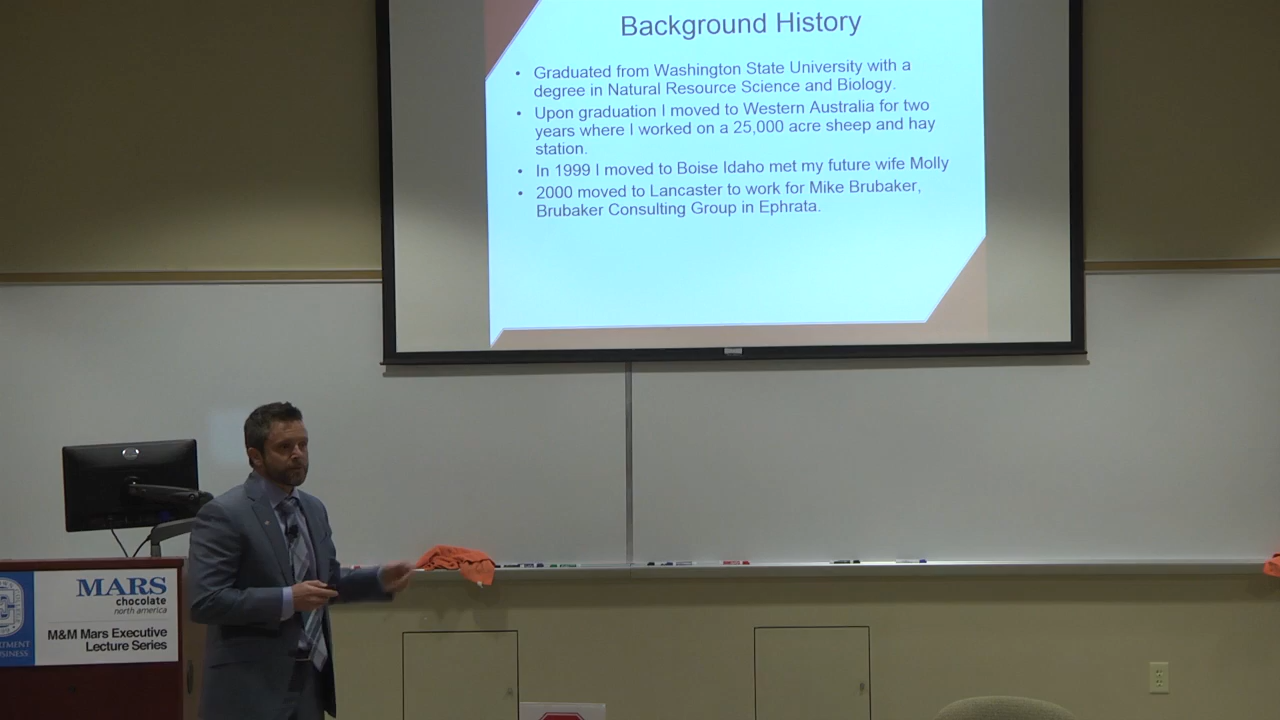 Background History
• Graduated from Washington State University with a
degree in Natural Resource Science and Biology.
• Upon graduation I moved to Western Australia for two
years where I worked on a 25,000 acre sheep and hay
station.
• In 1999 I moved to Boise Idaho met my future wife Molly
• 2000 moved to Lancaster to work for Mike Brubaker,
Brubaker Consulting Group in Ephrata.
MARS
chocolate
north america
M&M Mars Executive
Lecture Series